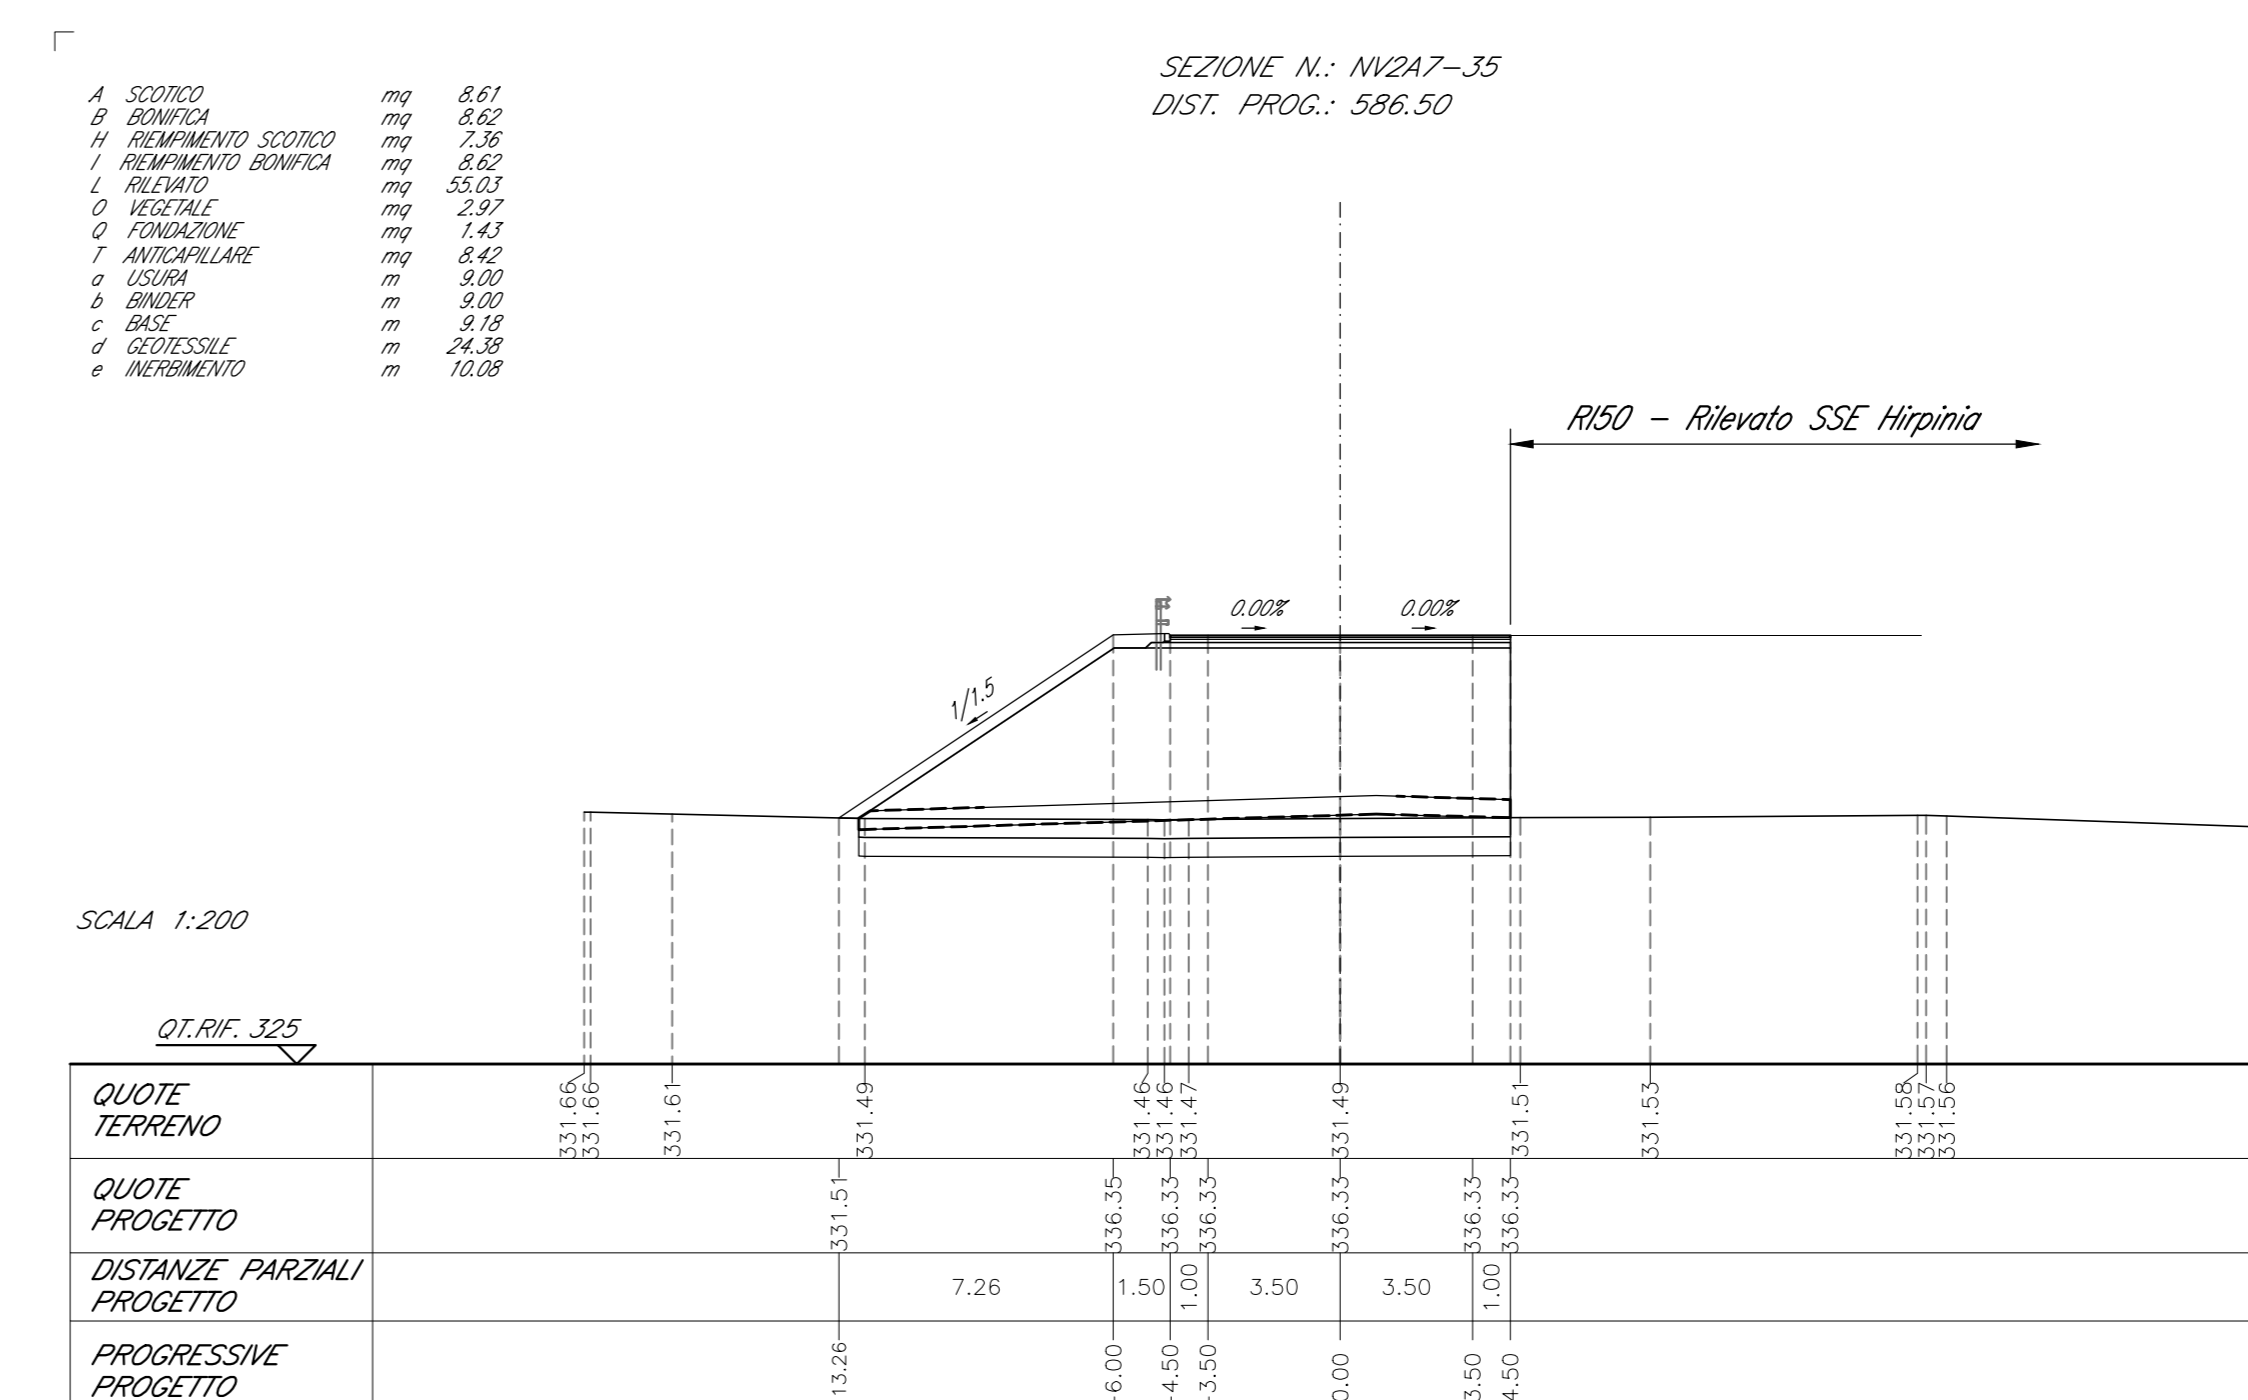 SEZIONE N.: NV2A7-35
DIST. PROG.: 586.50
A SCOTICO mq 8.61
B BONIFICA mq 8.62
H RIEMPIMENTO SCOTICO mq 7.36
I RIEMPIMENTO BONIFICA mq 8.62
L RILEVATO mq 55.03
O VEGETALE mq 2.97
Q FONDAZIONE mq 1.43
T ANTICAPILLARE mq 8.42
a USURA m 9.00
b BINDER m 9.00
c BASE m 9.18
d GEOTESSILE m 24.38
e INERBIMENTO m 10.08
RI50 - Rilevato SSE Hirpinia
0.00% 0.00%
1/1.5
SCALA 1:200
QT.RIF. 325
QUOTE
TERRENO
331.66 331.66 331.61 331.49 331.46 331.46 331.47 331.49 331.51 331.53 331.58 331.57 331.56
QUOTE
PROGETTO
331.51 336.35 336.33 336.33 336.33 336.33 336.33
DISTANZE PARZIALI
PROGETTO
7.26 1.50 1.00 3.50 3.50 1.00
PROGRESSIVE
PROGETTO
13.26 -6.00 -4.50 -3.50 0.00 3.50 4.50